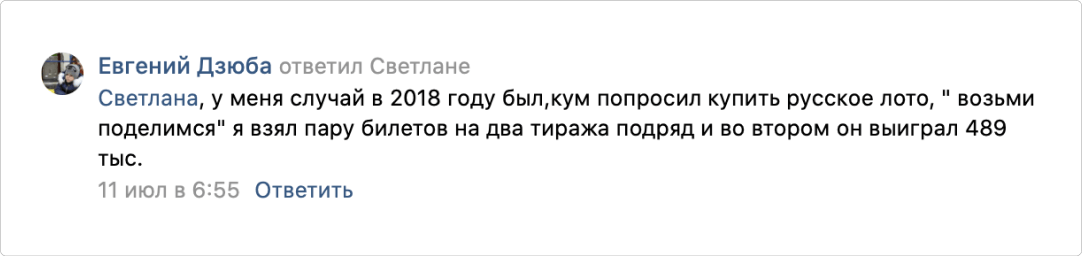 Евгений Дзюба ответил Светлане
Светлана, у меня случай в 2018 году был,кум попросил купить русское лото, " возьми
поделимся" я взял пару билетов на два тиража подряд и во втором он выиграл 489
тыс.
11 июл в 6:55 Ответить